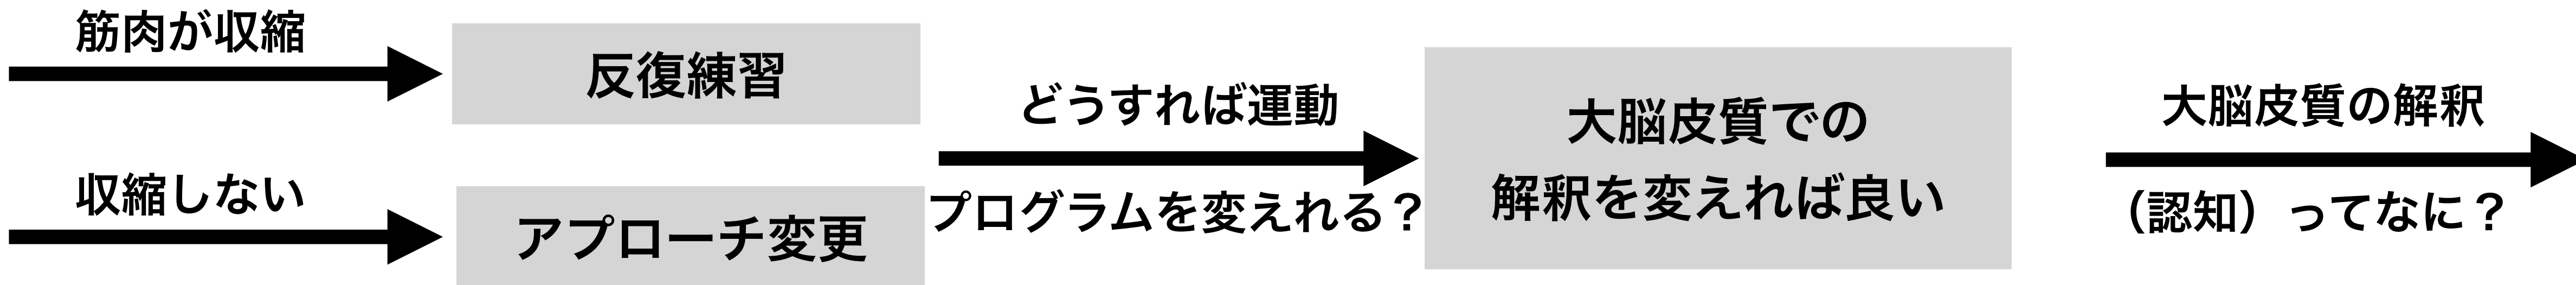 筋肉が収縮
反復練習
収縮しない
アプローチ変更
どうすれば運動
プログラムを変えれる？
大脳皮質での
解釈を変えれば良い
大脳皮質の解釈
（認知）ってなに？